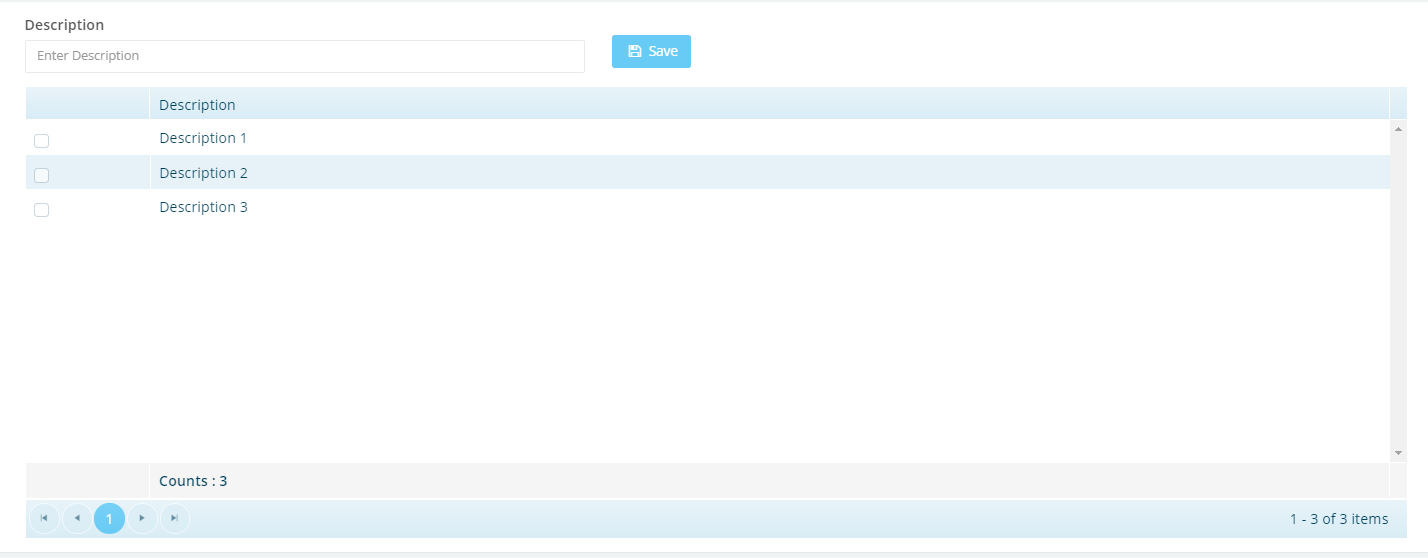 Description
Enter Description
Save
Description
Description 1
Description 2
Description 3
Counts : 3
1
1 - 3 of 3 items